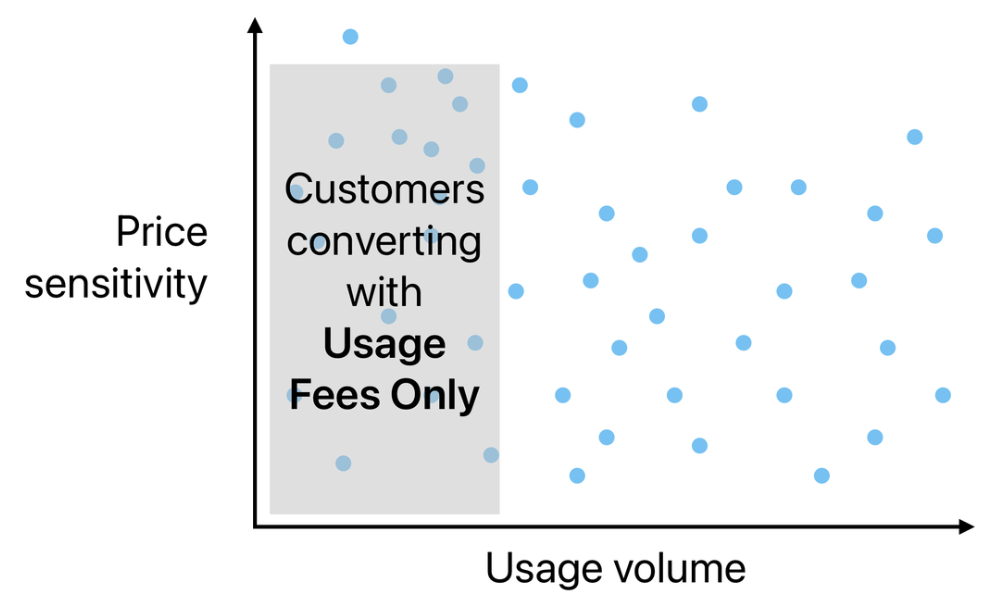 Price
sensitivity
Customers
converting
with
Usage
Fees Only
Usage volume